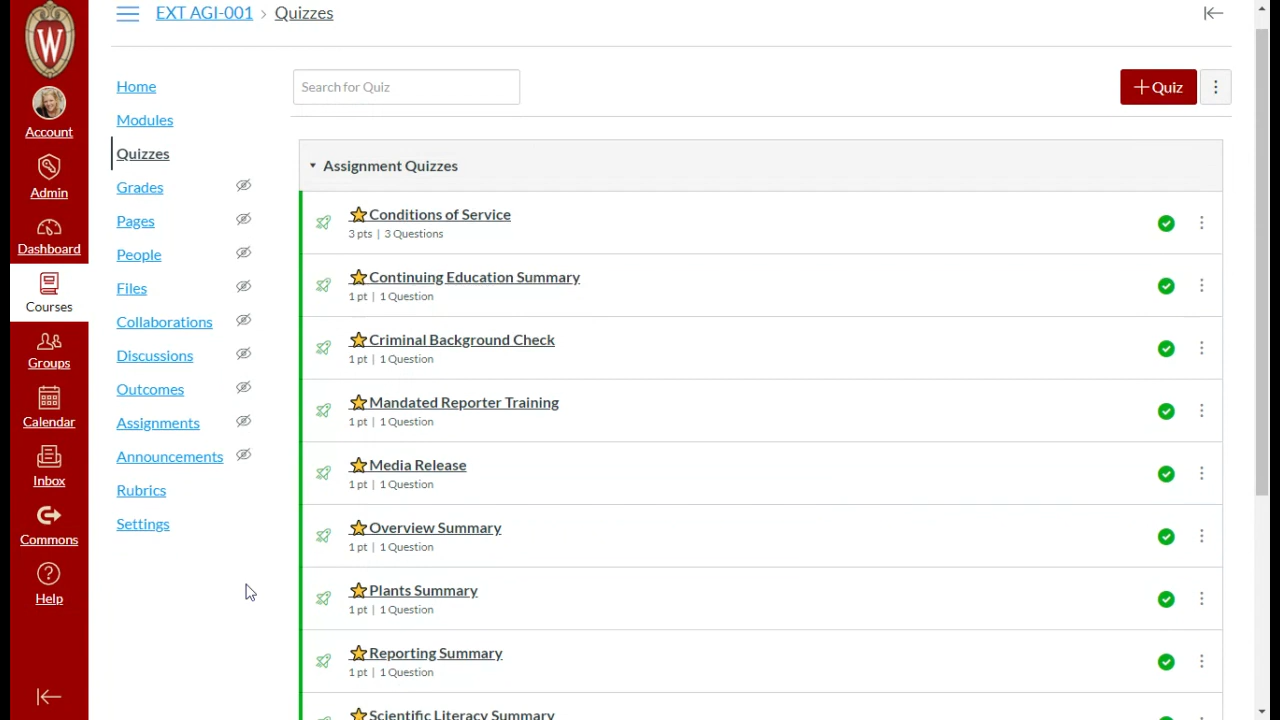 W
EXT AGI-001 › Quizzes
Account
Admin
Dashboard
Courses
Groups
Calendar
Inbox
Commons
Help
Home
Modules
Quizzes
Grades
Pages
People
Files
Collaborations
Discussions
Outcomes
Assignments
Announcements
Rubrics
Settings
Search for Quiz
+ Quiz
Assignment Quizzes
Conditions of Service
3 pts | 3 Questions
Continuing Education Summary
1 pt | 1 Question
Criminal Background Check
1 pt | 1 Question
Mandated Reporter Training
1 pt | 1 Question
Media Release
1 pt | 1 Question
Overview Summary
1 pt | 1 Question
Plants Summary
1 pt | 1 Question
Reporting Summary
1 pt | 1 Question
Scientific Literacy Summary